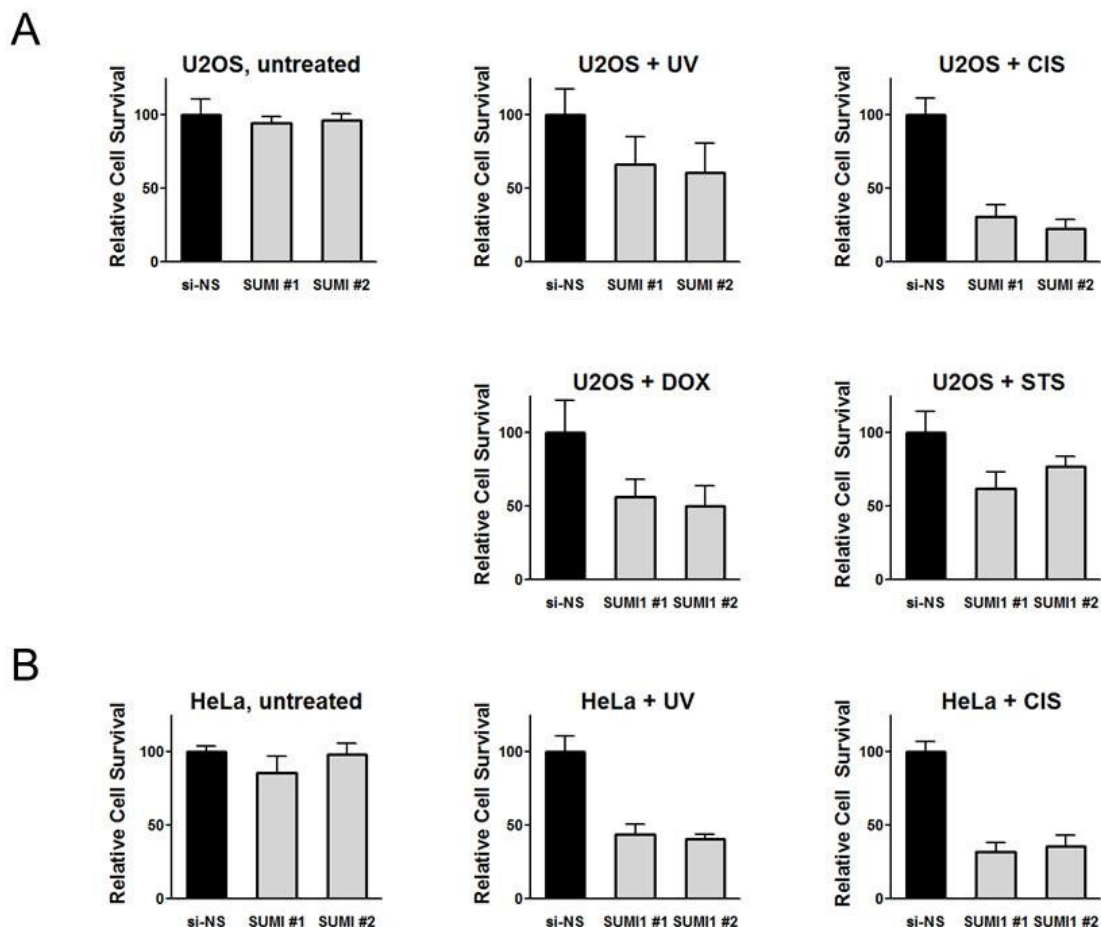 A
U2OS, untreated
Relative Cell Survival
100
50
0
si-NS SUMI #1 SUMI #2
U2OS + UV
Relative Cell Survival
100
50
0
si-NS SUMI #1 SUMI #2
U2OS + CIS
Relative Cell Survival
100
50
0
si-NS SUMI #1 SUMI #2
U2OS + DOX
Relative Cell Survival
100
50
0
si-NS SUMI1 #1 SUMI1 #2
U2OS + STS
Relative Cell Survival
100
50
0
si-NS SUMI1 #1 SUMI1 #2
B
HeLa, untreated
Relative Cell Survival
100
50
0
si-NS SUMI #1 SUMI #2
HeLa + UV
Relative Cell Survival
100
50
0
si-NS SUMI1 #1 SUMI1 #2
HeLa + CIS
Relative Cell Survival
100
50
0
si-NS SUMI1 #1 SUMI1 #2